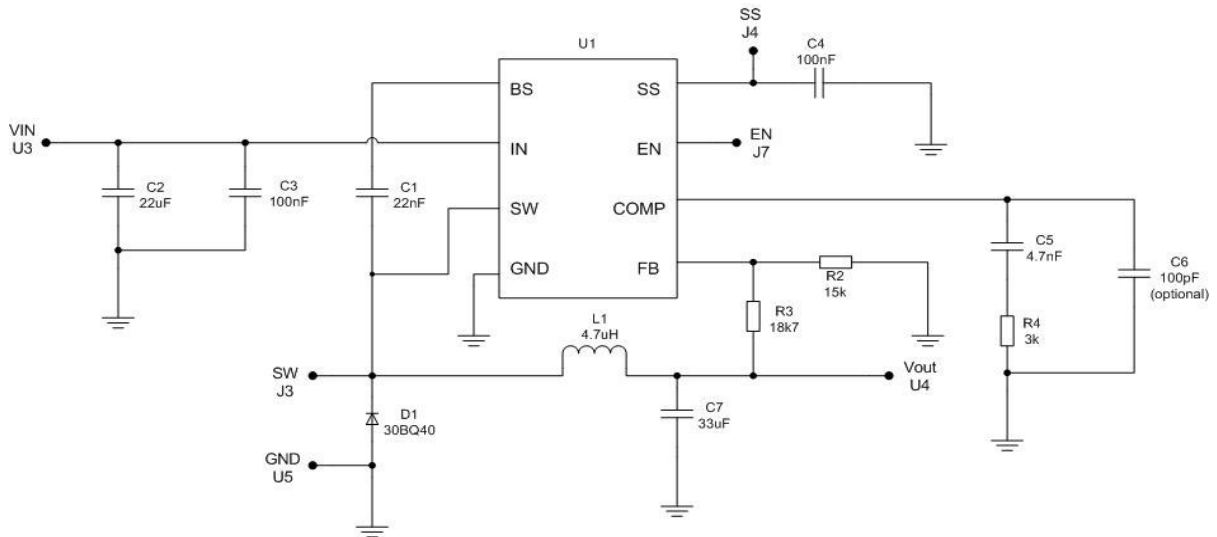 SS
J4
C4
100nF
U1
BS
SS
VIN
U3
IN
EN
EN
J7
C2
22uF
C3
100nF
C1
22nF
SW
COMP
C5
4.7nF
C6
100pF
(optional)
GND
FB
R2
15k
R3
18k7
L1
4.7uH
R4
3k
SW
J3
Vout
U4
D1
30BQ40
C7
33uF
GND
U5